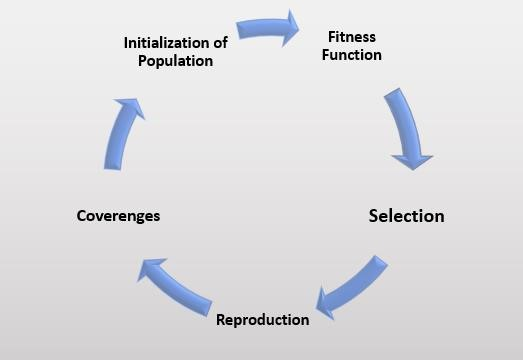 Initialization of
Population
Fitness
Function
Selection
Reproduction
Coverenges